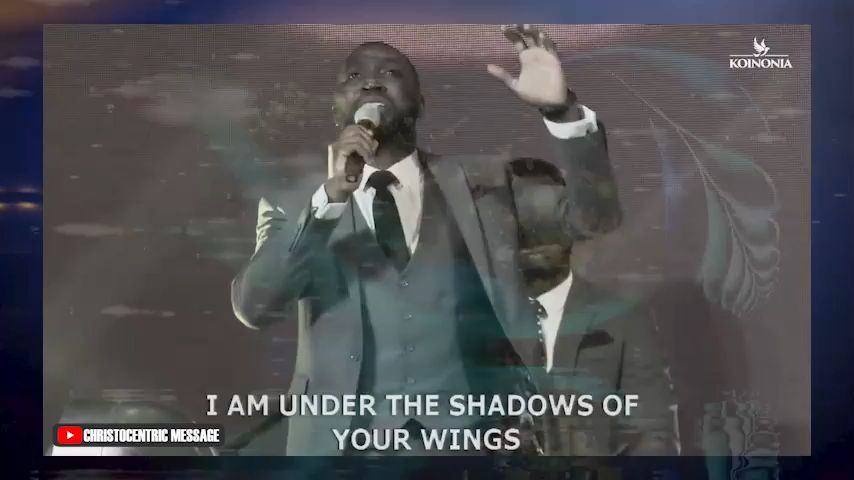 KOINONIA
I AM UNDER THE SHADOWS OF
YOUR WINGS
CHRISTOCENTRIC MESSAGE